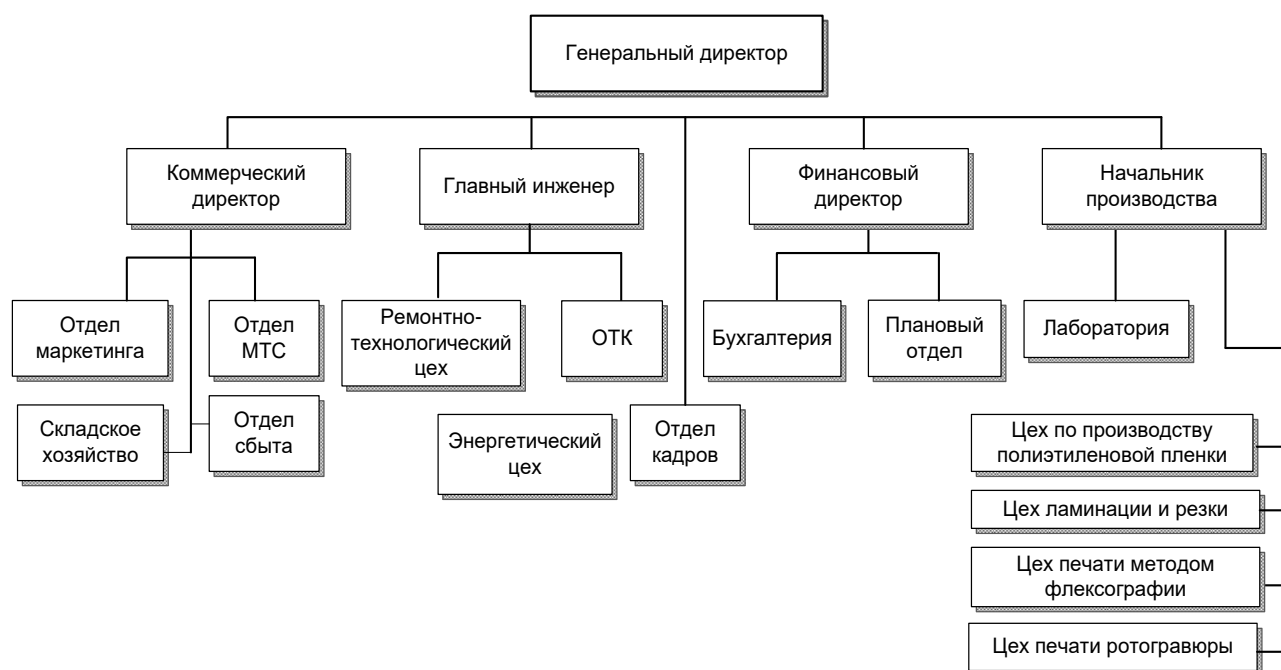 Генеральный директор
Коммерческий
директор
Главный инженер
Финансовый
директор
Начальник
производства
Отдел
маркетинга
Отдел
МТС
Ремонтно-
технологический
цех
ОТК
Бухгалтерия
Плановый
отдел
Лаборатория
Складское
хозяйство
Отдел
сбыта
Энергетический
цех
Отдел
кадров
Цех по производству
полиэтиленовой пленки
Цех ламинации и резки
Цех печати методом
флексографии
Цех печати ротогравюры